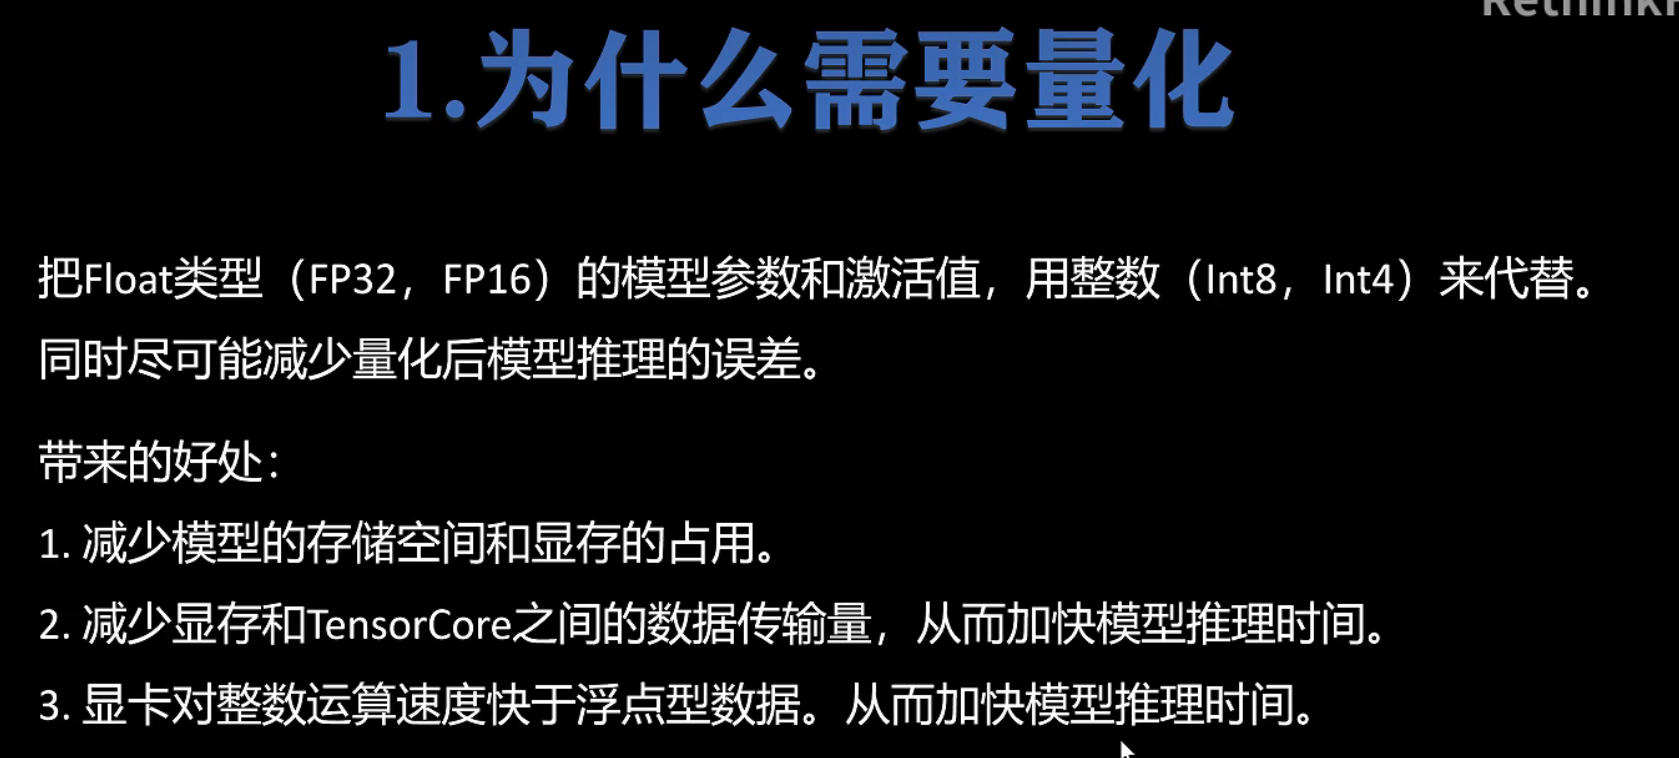 1.为什么需要量化
把Float类型（FP32，FP16）的模型参数和激活值，用整数（Int8，Int4）来代替。
同时尽可能减少量化后模型推理的误差。
带来的好处：
1. 减少模型的存储空间和显存的占用。
2. 减少显存和TensorCore之间的数据传输量，从而加快模型推理时间。
3. 显卡对整数运算速度快于浮点型数据。从而加快模型推理时间。